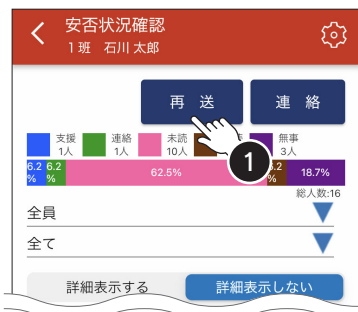 安否状況確認
1班 石川 太郎
再 送
連 絡
支援
1人
連絡
1人
未読
10人
無事
3人
6.2
%
6.2
%
62.5%
18.7%
総人数:16
全員
全て
詳細表示する
詳細表示しない
1